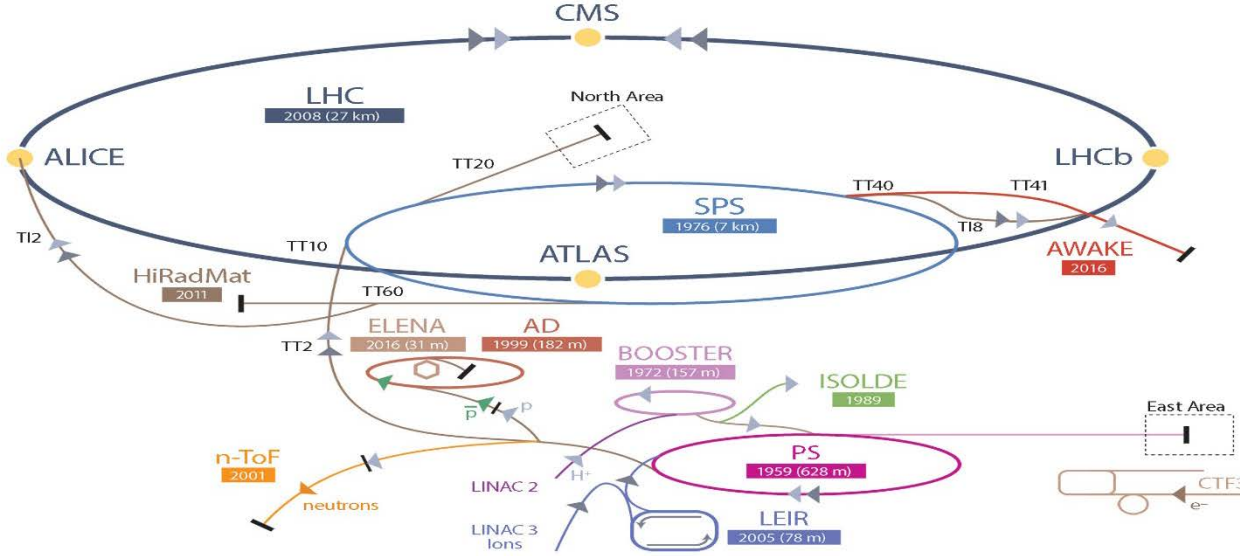 CMS
LHC
2008 (27 km)
North Area
ALICE
TT20
LHCb
TT40
TT41
SPS
1976 (7 km)
TI2
TT10
TI8
ATLAS
AWAKE
2016
HiRadMat
2011
TT60
ELENA
2016 (31 m)
AD
1999 (182 m)
TT2
BOOSTER
1972 (157 m)
ISOLDE
1989
p̅
p
East Area
n-ToF
2001
neutrons
H⁺
LINAC 2
PS
1959 (628 m)
CTF3
e⁻
LINAC 3
Ions
LEIR
2005 (78 m)